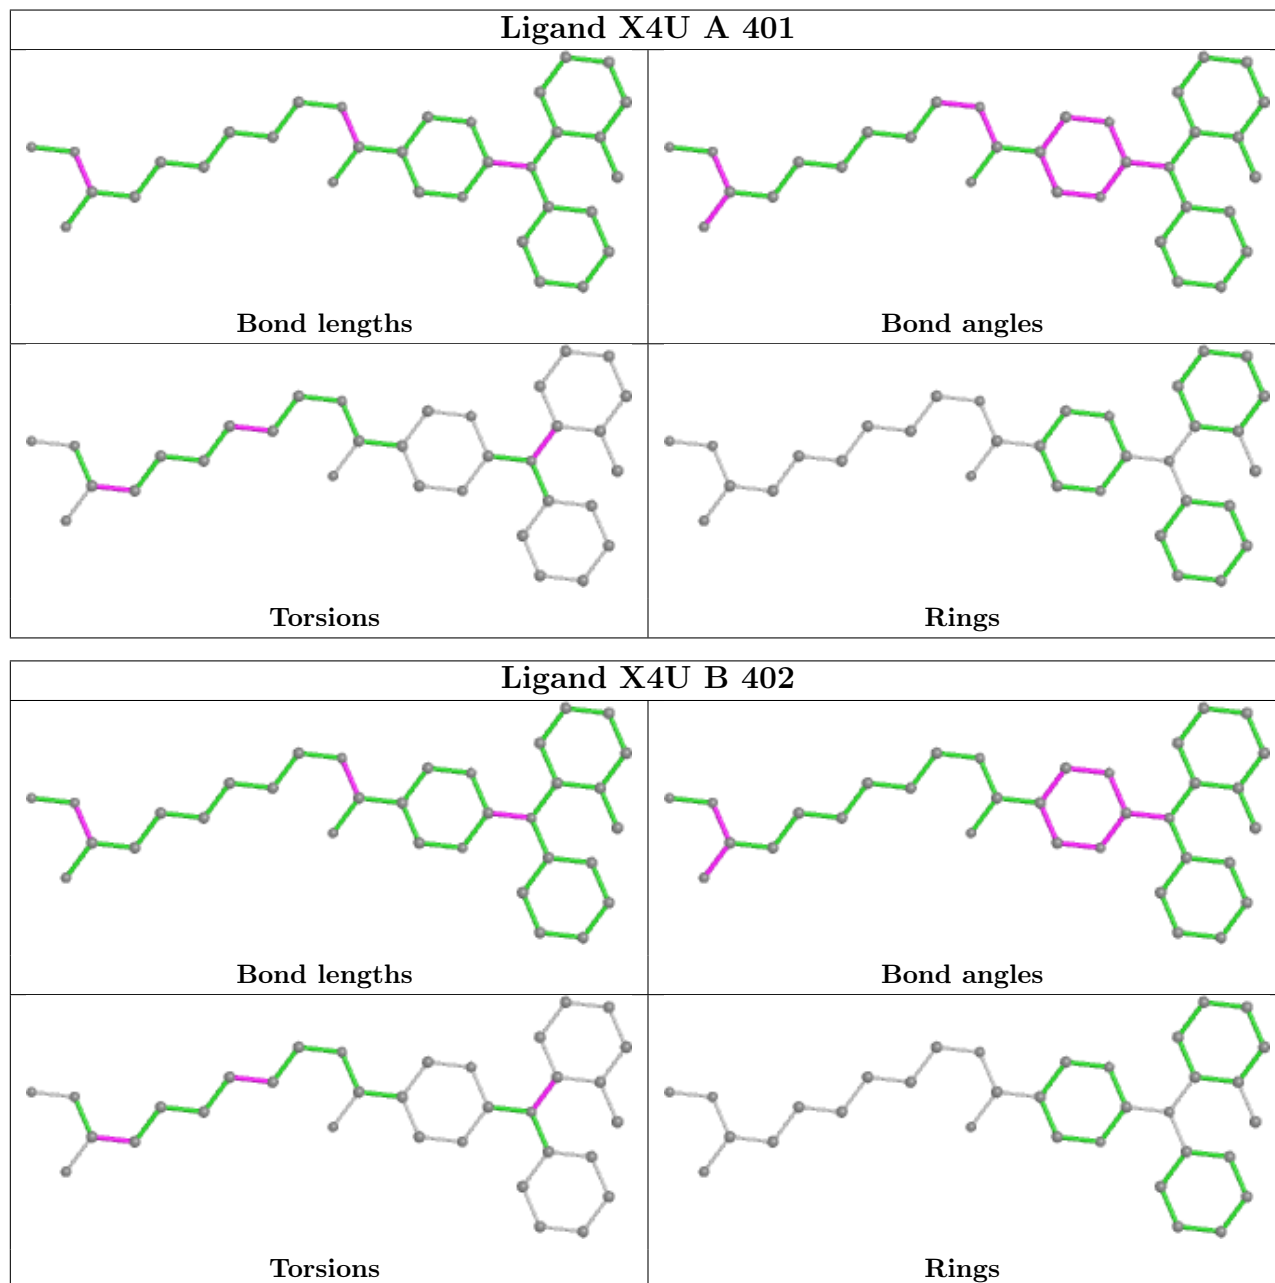 Ligand X4U A 401
Bond lengths
Bond angles
Torsions
Rings
Ligand X4U B 402
Bond lengths
Bond angles
Torsions
Rings